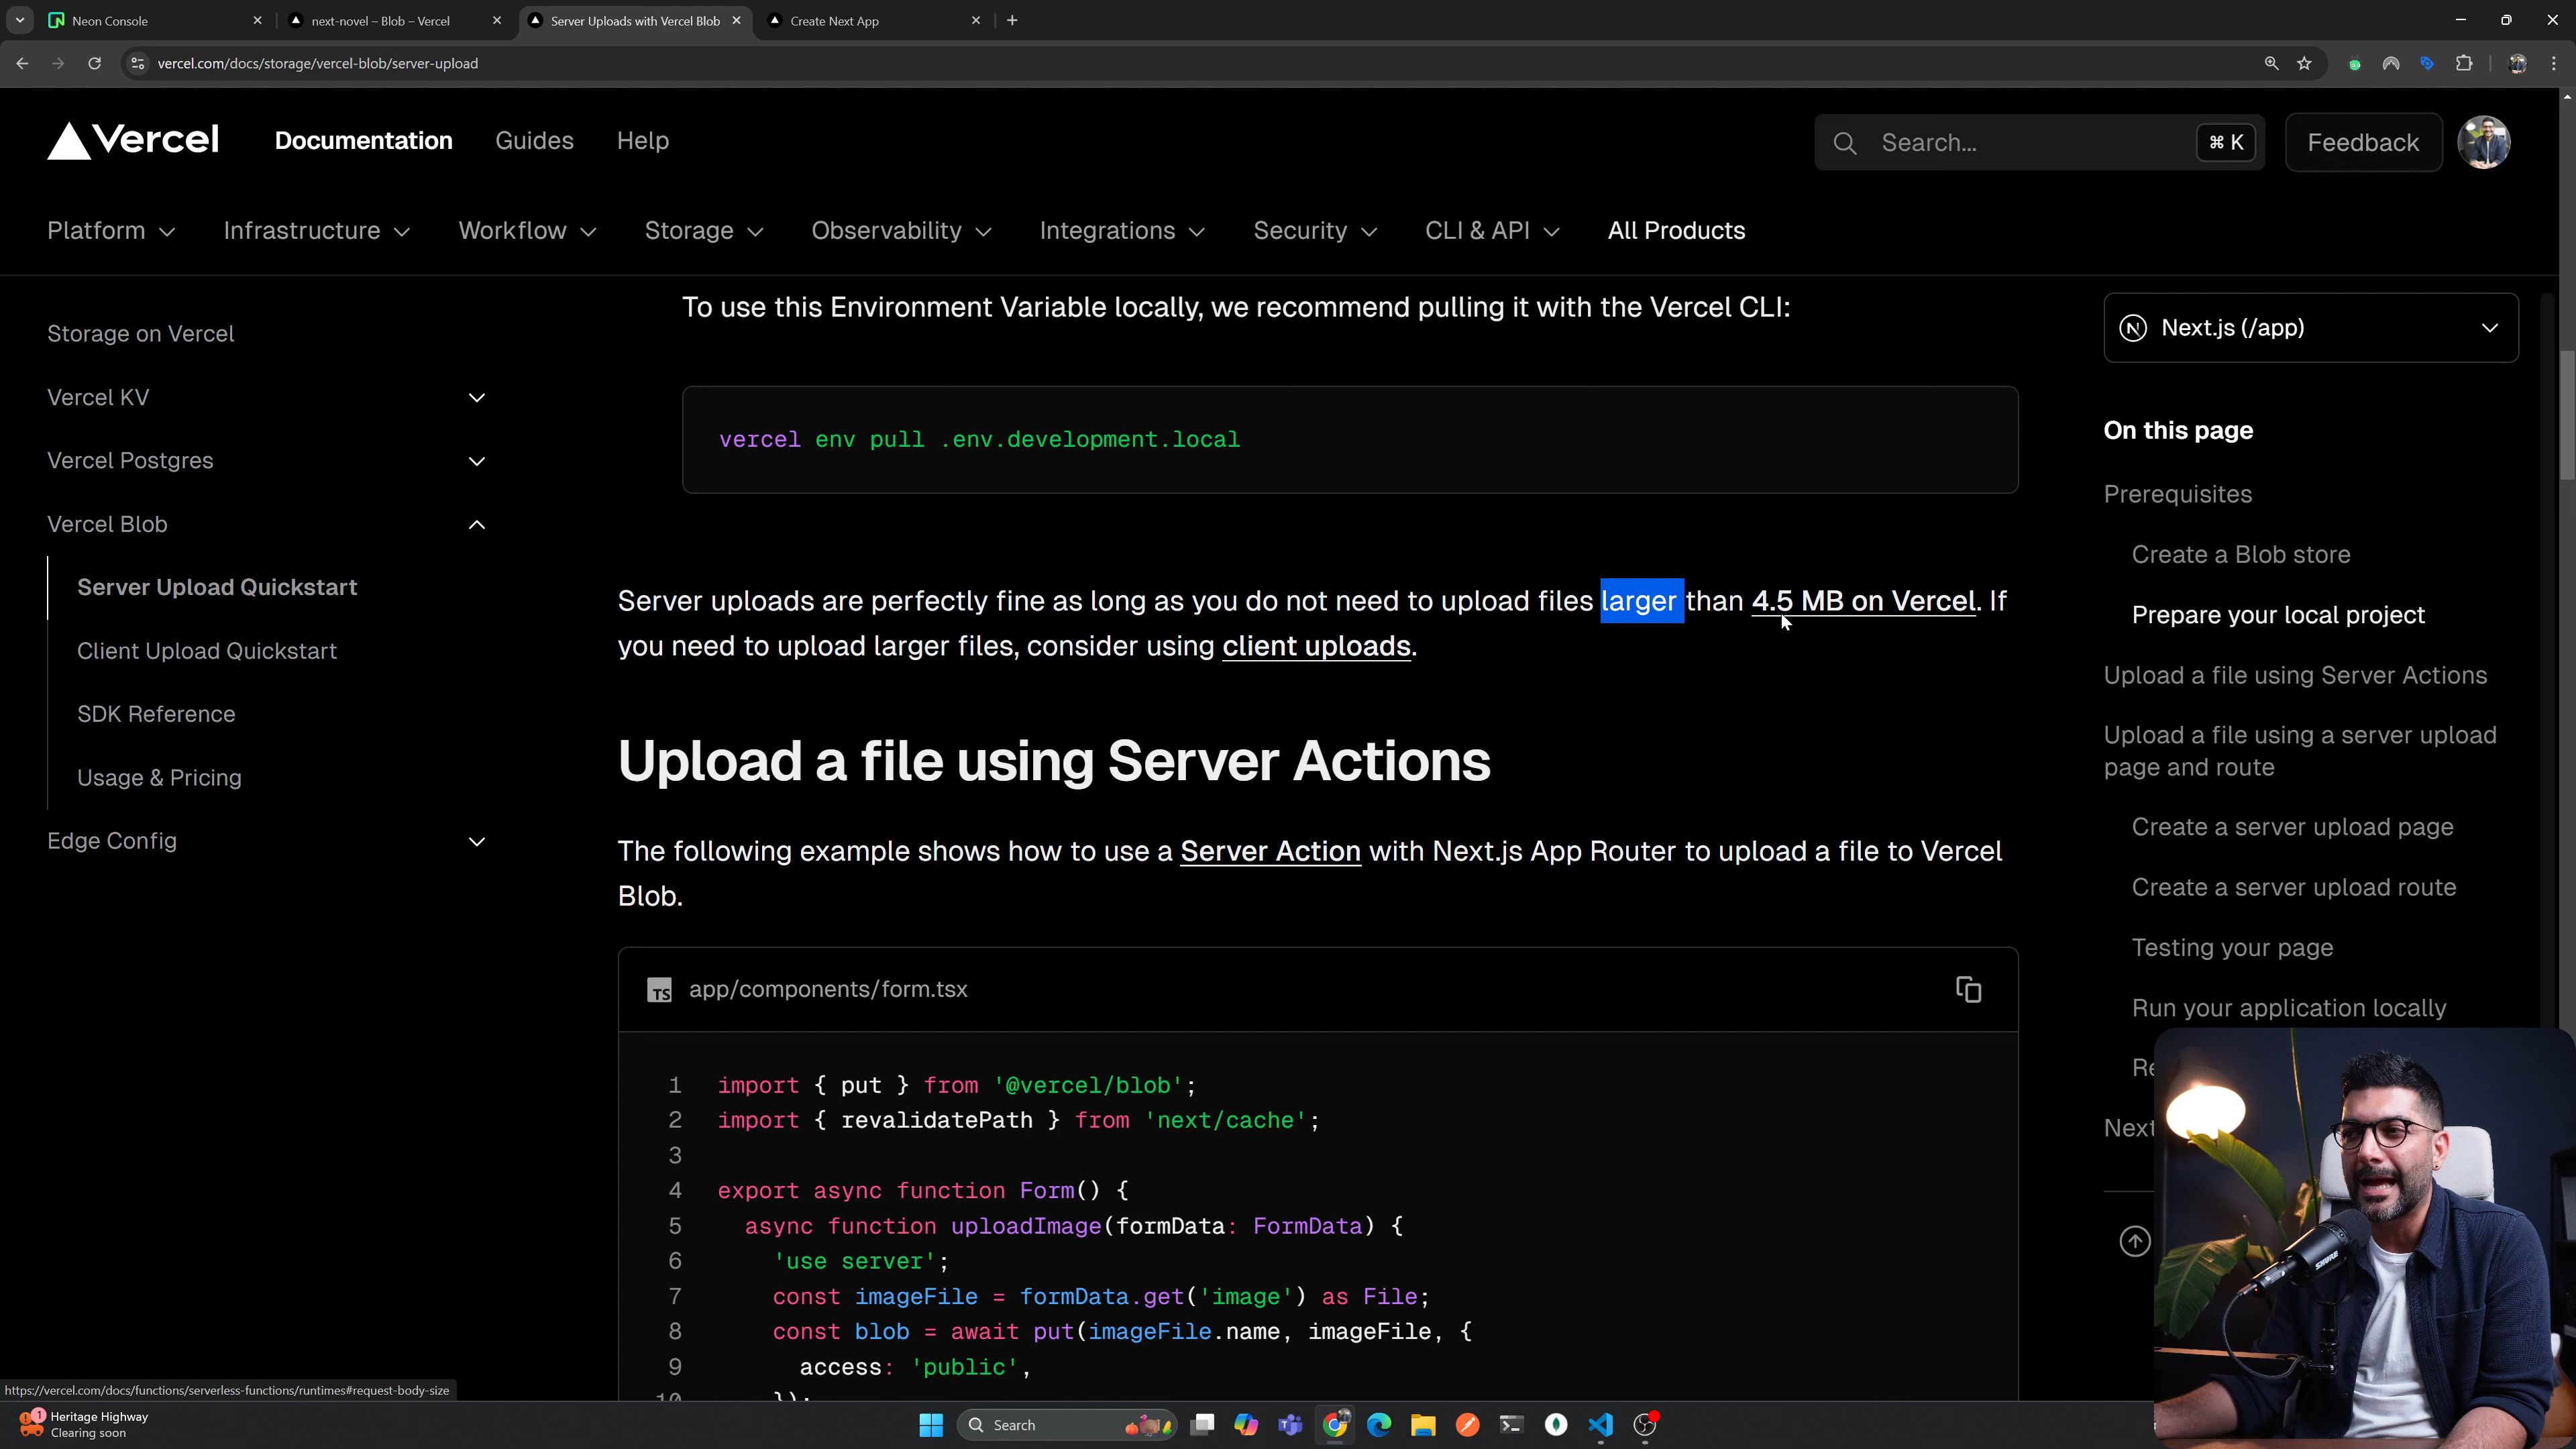 Neon Console
next-novel – Blob – Vercel
Server Uploads with Vercel Blob
Create Next App
vercel.com/docs/storage/vercel-blob/server-upload
Vercel
Documentation
Guides
Help
Search...
⌘ K
Feedback
Platform
Infrastructure
Workflow
Storage
Observability
Integrations
Security
CLI & API
All Products
Storage on Vercel
Vercel KV
Vercel Postgres
Vercel Blob
Server Upload Quickstart
Client Upload Quickstart
SDK Reference
Usage & Pricing
Edge Config
To use this Environment Variable locally, we recommend pulling it with the Vercel CLI:
vercel env pull .env.development.local
Server uploads are perfectly fine as long as you do not need to upload files larger than 4.5 MB on Vercel. If
you need to upload larger files, consider using client uploads.
Upload a file using Server Actions
The following example shows how to use a Server Action with Next.js App Router to upload a file to Vercel
Blob.
TS app/components/form.tsx
1 import { put } from '@vercel/blob';
2 import { revalidatePath } from 'next/cache';
3
4 export async function Form() {
5 async function uploadImage(formData: FormData) {
6 'use server';
7 const imageFile = formData.get('image') as File;
8 const blob = await put(imageFile.name, imageFile, {
9 access: 'public',
10 });
N Next.js (/app)
On this page
Prerequisites
Create a Blob store
Prepare your local project
Upload a file using Server Actions
Upload a file using a server upload
page and route
Create a server upload page
Create a server upload route
Testing your page
Run your application locally
Re
Next
SHURE
https://vercel.com/docs/functions/serverless-functions/runtimes#request-body-size
1
Heritage Highway
Clearing soon
Search